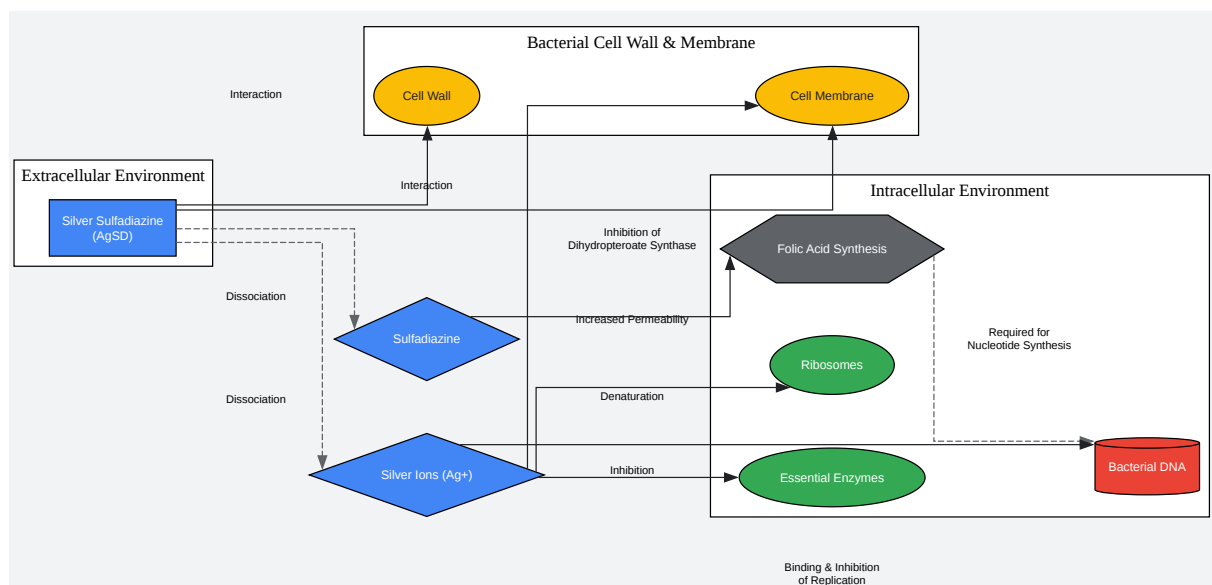 Bacterial Cell Wall & Membrane
Interaction
Cell Wall
Cell Membrane
Extracellular Environment
Interaction
Intracellular Environment
Silver Sulfadiazine
(AgSD)
Inhibition of
Dihydropteroate Synthase
Folic Acid Synthesis
Dissociation
Increased Permeability
Sulfadiazine
Required for
Nucleotide Synthesis
Ribosomes
Dissociation
Denaturation
Silver Ions (Ag+)
Inhibition
Essential Enzymes
Bacterial DNA
Binding & Inhibition
of Replication